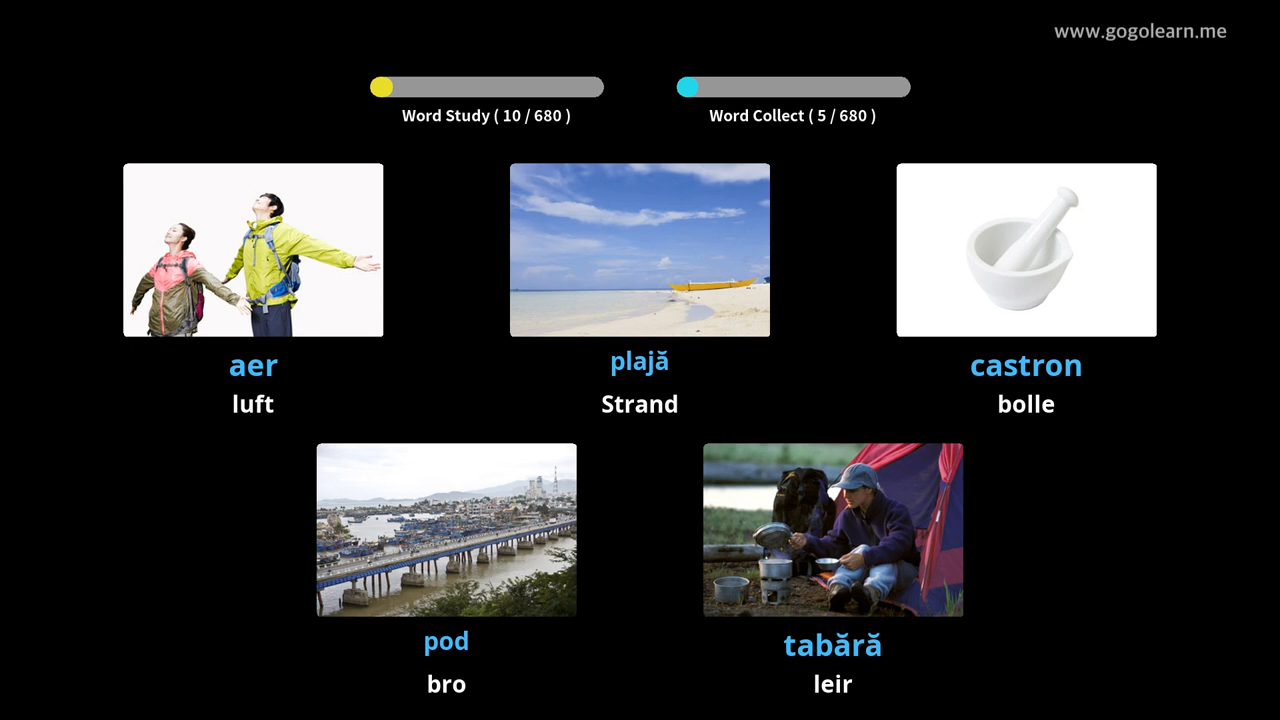 www.gogolearn.me
Word Study ( 10 / 680 )
Word Collect ( 5 / 680 )
aer
luft
plajă
Strand
castron
bolle
pod
bro
tabără
leir